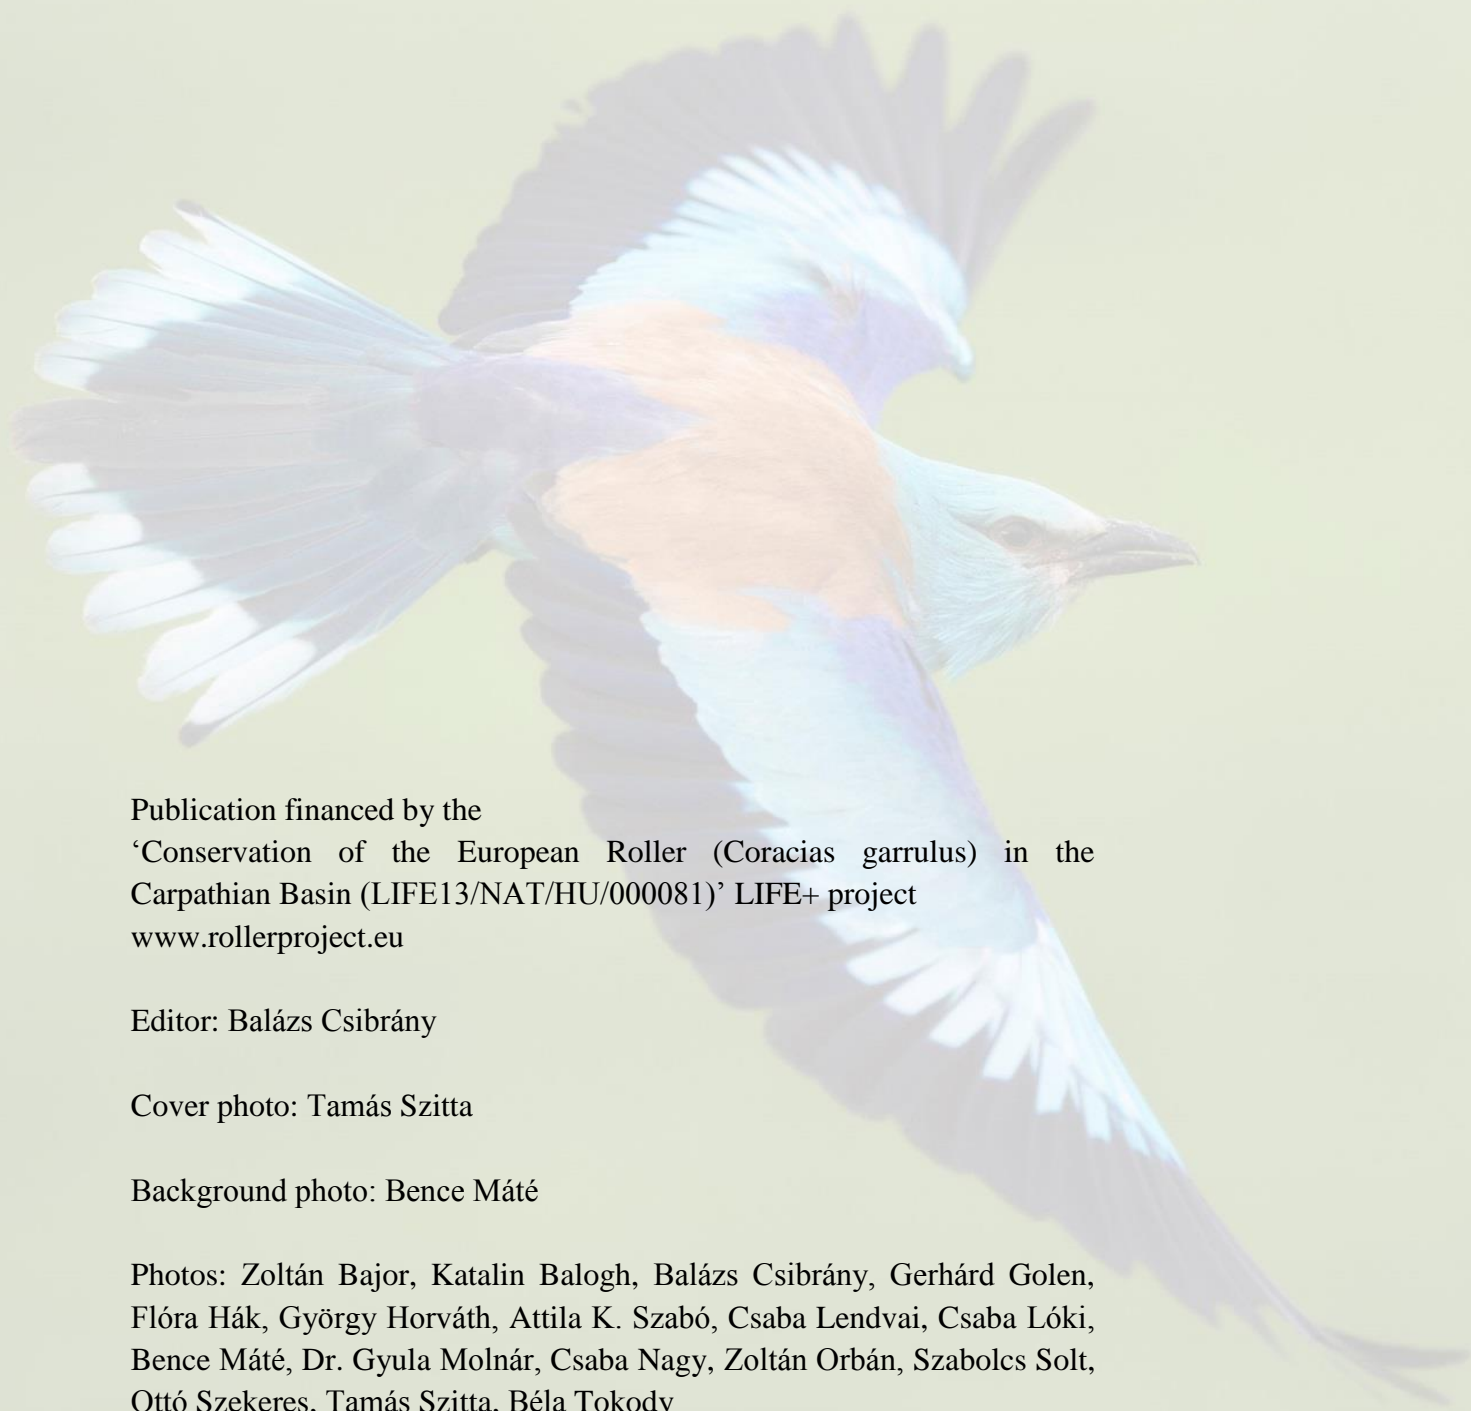 Publication financed by the
‘Conservation of the European Roller (Coracias garrulus) in the
Carpathian Basin (LIFE13/NAT/HU/000081)’ LIFE+ project
www.rollerproject.eu
Editor: Balázs Csibrány
Cover photo: Tamás Szitta
Background photo: Bence Máté
Photos: Zoltán Bajor, Katalin Balogh, Balázs Csibrány, Gerhárd Golen,
Flóra Hák, György Horváth, Attila K. Szabó, Csaba Lendvai, Csaba Lóki,
Bence Máté, Dr. Gyula Molnár, Csaba Nagy, Zoltán Orbán, Szabolcs Solt,
Ottó Szekeres, Tamás Szitta, Béla Tokody